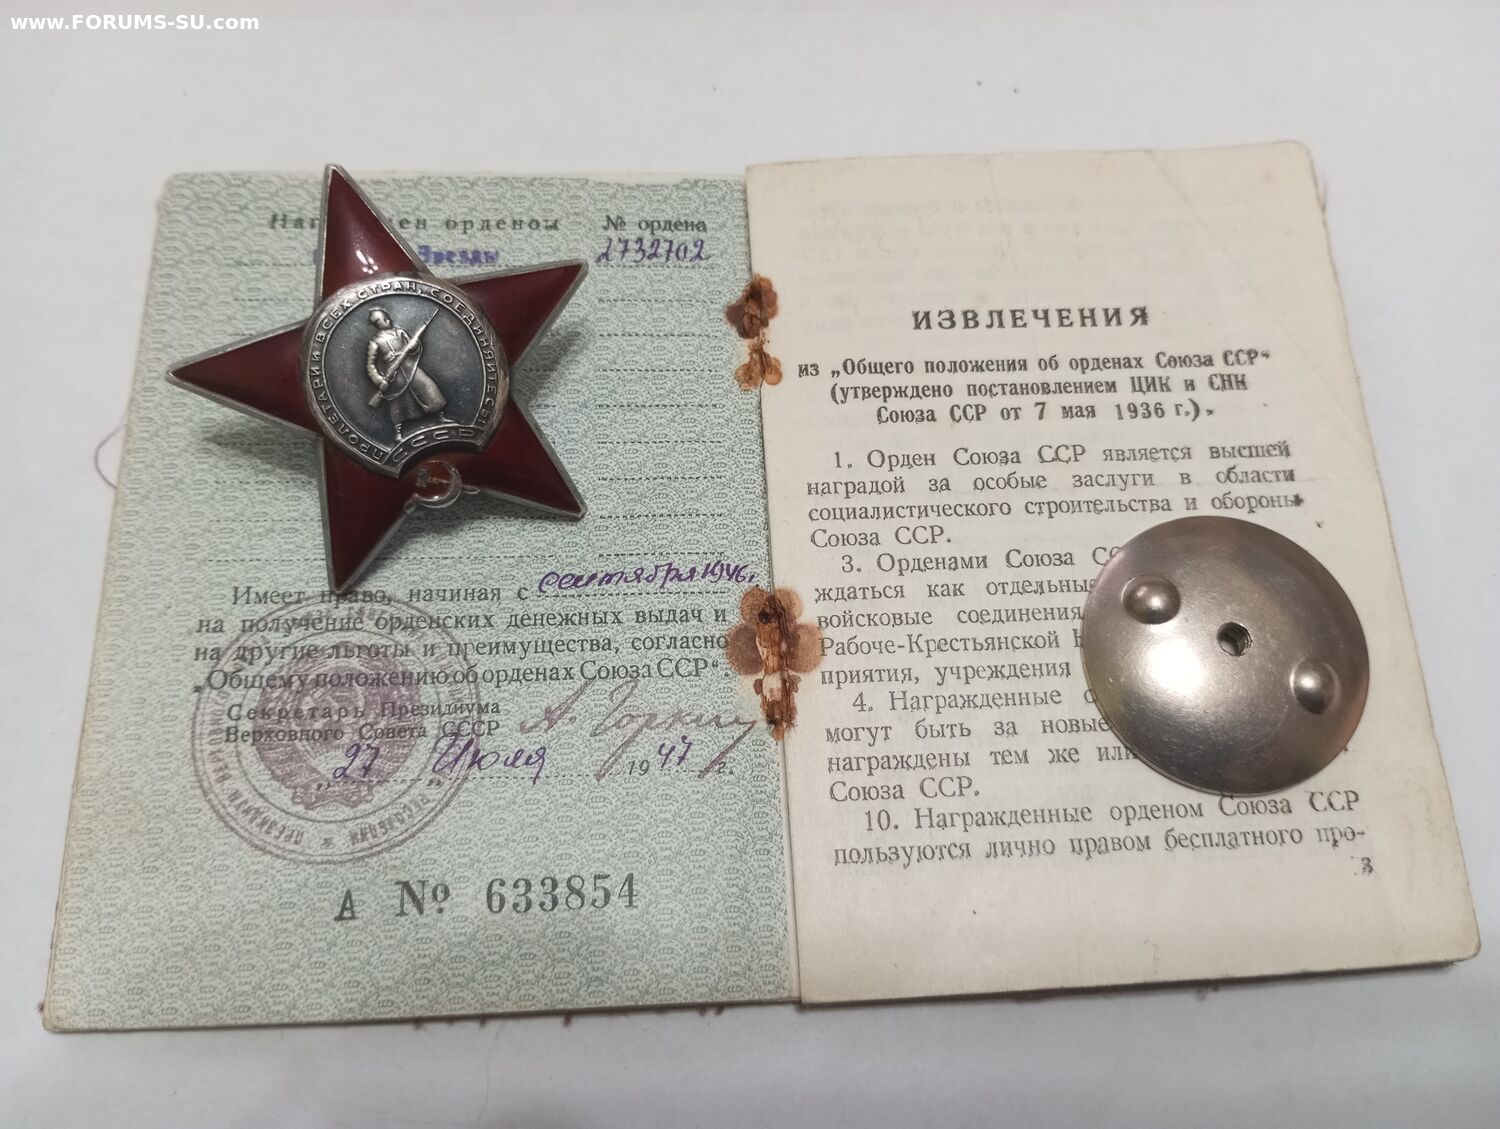 www.FORUMS-SU.com
орденом № ордена
Звезды 2732702
ПРОЛЕТАРИИ ВСЕХ СТРАН, СОЕДИНЯЙТЕСЬ!
СССР
Имеет право, начиная с сентября 1946г.
на получение орденских денежных выдач и
на другие льготы и преимущества, согласно
„Общему положению об орденах Союза ССР“.
Секретарь Президиума
Верховного Совета СССР А. Горкин
„27 Июля 1947 г.
А № 633854
ИЗВЛЕЧЕНИЯ
из „Общего положения об орденах Союза ССР“
(утверждено постановлением ЦИК и СНК
Союза ССР от 7 мая 1936 г.).
1. Орден Союза ССР является высшей
наградой за особые заслуги в области
социалистического строительства и обороны
Союза ССР.
3. Орденами Союза
ждаться как отдельные
войсковые соединения
Рабоче-Крестьянской
приятия, учреждения
4. Награжденные
могут быть за новые
награждены тем же или
Союза ССР.
10. Награжденные орденом Союза ССР
пользуются лично правом бесплатного про-
3